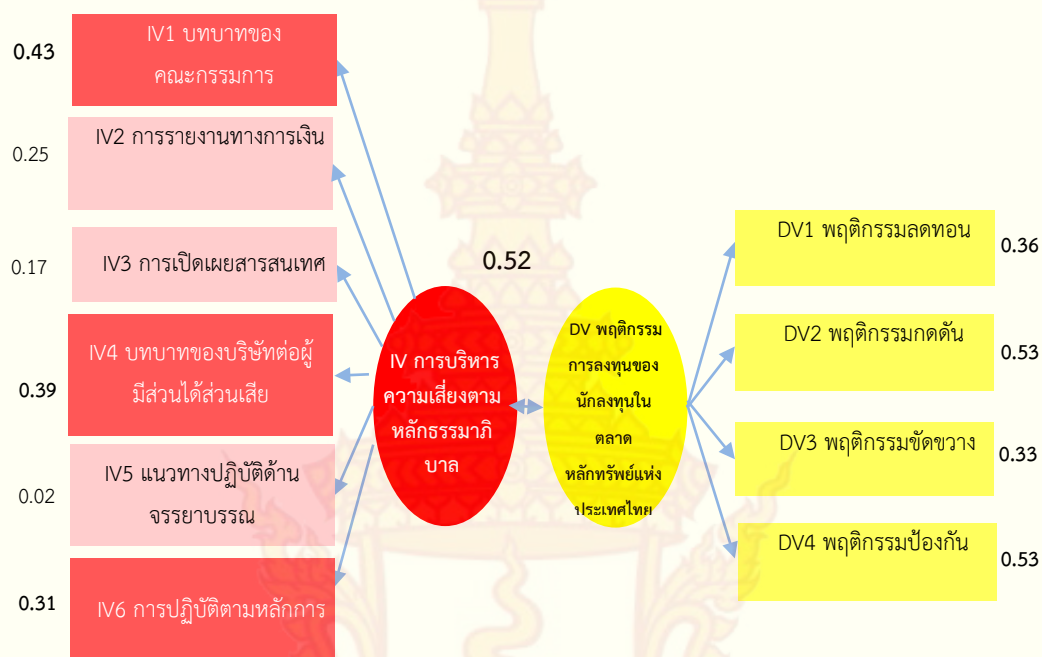 0.43
IV1 บทบาทของ
คณะกรรมการ
0.25
IV2 การรายงานทางการเงิน
0.17
IV3 การเปิดเผยสารสนเทศ
0.39
IV4 บทบาทของบริษัทต่อผู้
มีส่วนได้ส่วนเสีย
0.02
IV5 แนวทางปฏิบัติด้าน
จรรยาบรรณ
0.31
IV6 การปฏิบัติตามหลักการ
0.52
IV การบริหาร
ความเสี่ยงตาม
หลักธรรมาภิ
บาล
DV พฤติกรรม
การลงทุนของ
นักลงทุนใน
ตลาด
หลักทรัพย์แห่ง
ประเทศไทย
DV1 พฤติกรรมลดทอน
0.36
DV2 พฤติกรรมกดดัน
0.53
DV3 พฤติกรรมขัดขวาง
0.33
DV4 พฤติกรรมป้องกัน
0.53